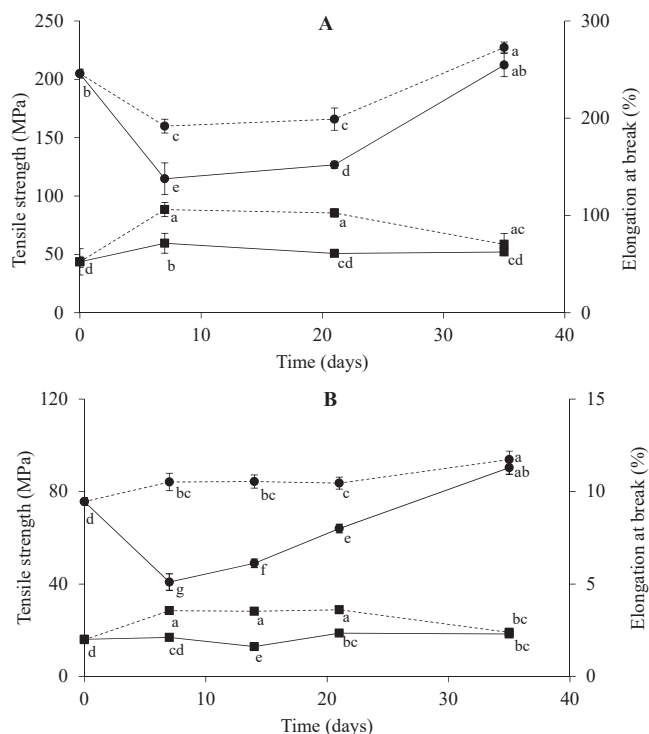 A
250
200
150
100
50
0
Tensile strength (MPa)
300
200
100
0
Elongation at break (%)
b
c
c
a
ab
e
d
a
a
ac
d
b
cd
cd
0
10
20
30
40
Time (days)
B
120
80
40
0
Tensile strength (MPa)
15
10
5
0
Elongation at break (%)
d
bc
bc
c
a
ab
g
f
e
a
a
a
bc
d
cd
e
bc
bc
0
10
20
30
40
Time (days)